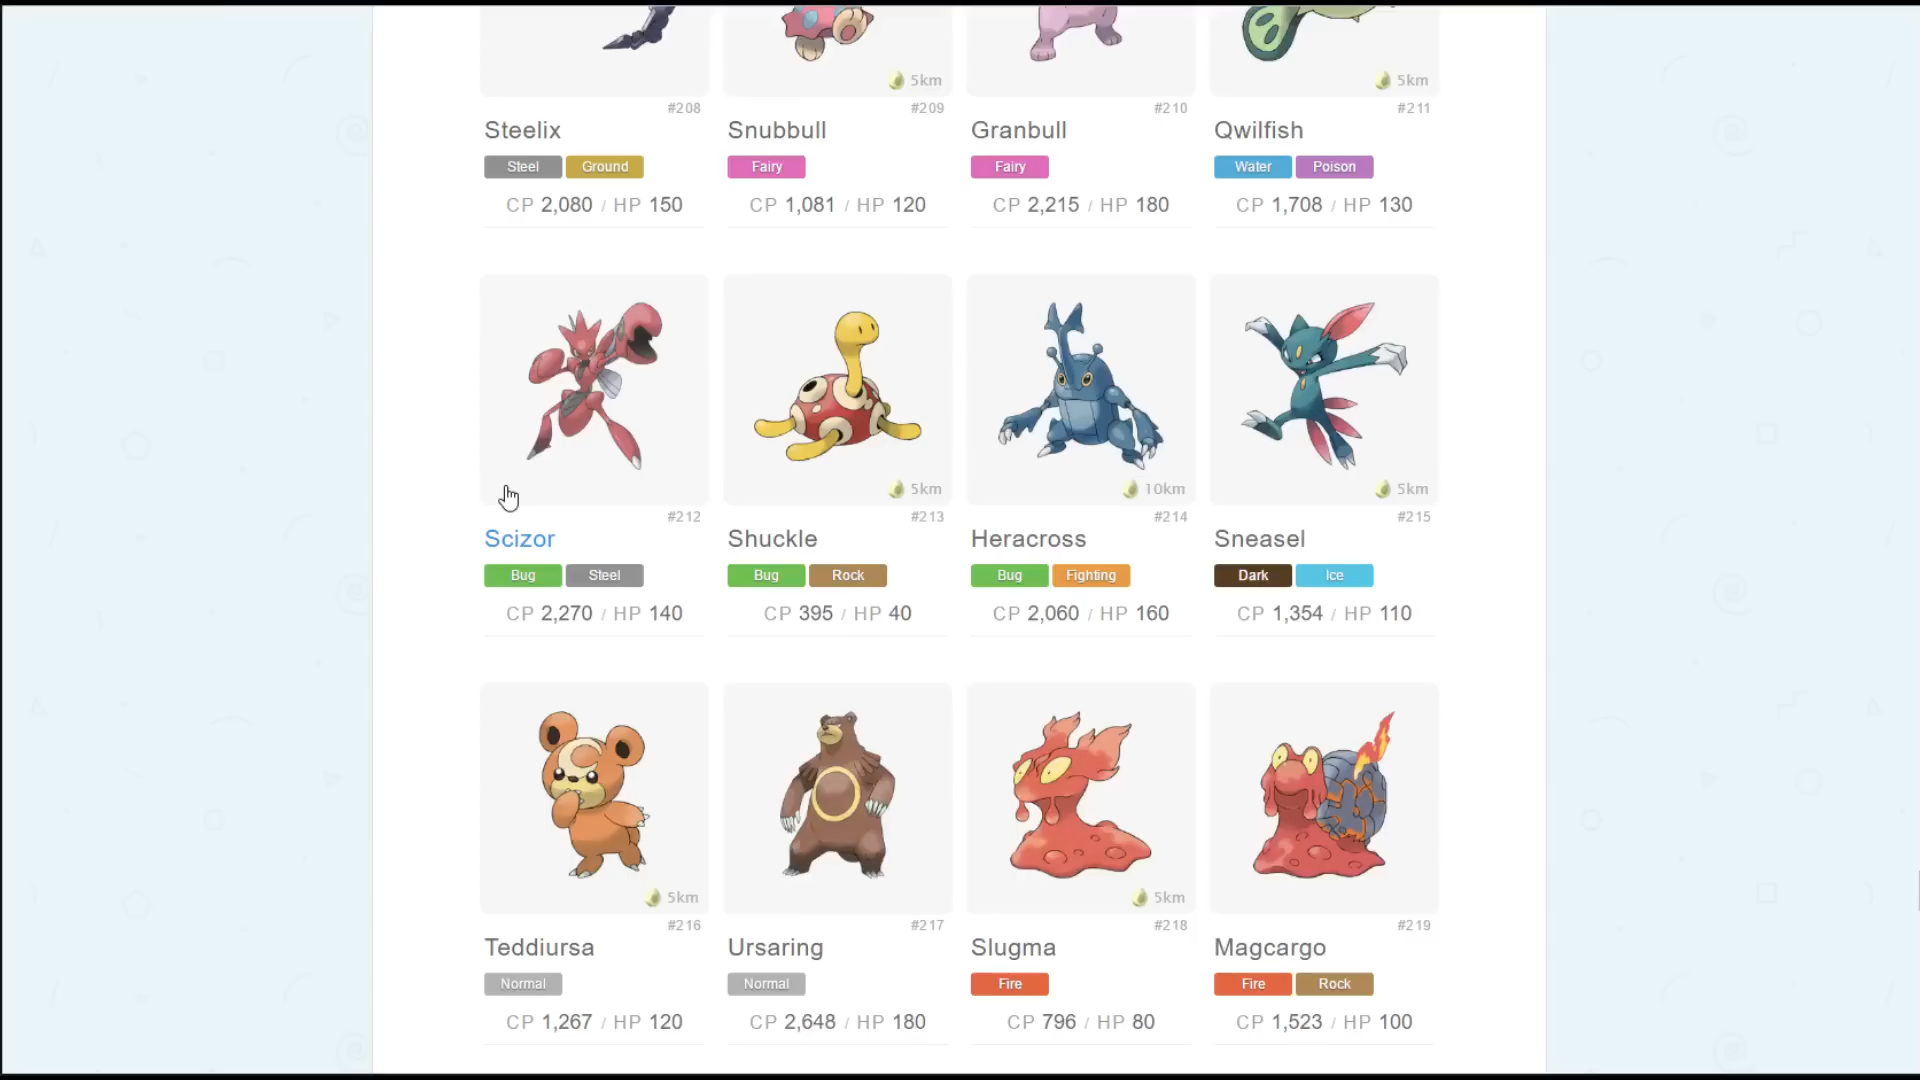 5km 5km
#208 #209 #210 #211
Steelix Snubbull Granbull Qwilfish
Steel Ground Fairy Fairy Water Poison
CP 2,080 / HP 150 CP 1,081 / HP 120 CP 2,215 / HP 180 CP 1,708 / HP 130
5km 10km 5km
#212 #213 #214 #215
Scizor Shuckle Heracross Sneasel
Bug Steel Bug Rock Bug Fighting Dark Ice
CP 2,270 / HP 140 CP 395 / HP 40 CP 2,060 / HP 160 CP 1,354 / HP 110
5km 5km
#216 #217 #218 #219
Teddiursa Ursaring Slugma Magcargo
Normal Normal Fire Fire Rock
CP 1,267 / HP 120 CP 2,648 / HP 180 CP 796 / HP 80 CP 1,523 / HP 100